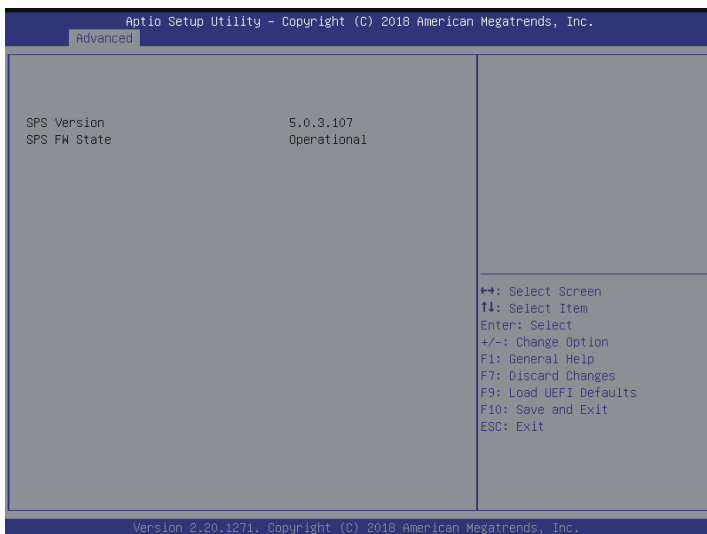 Aptio Setup Utility – Copyright (C) 2018 American Megatrends, Inc.
Advanced
SPS Version 5.0.3.107
SPS FW State Operational
←→: Select Screen
↑↓: Select Item
Enter: Select
+/-: Change Option
F1: General Help
F7: Discard Changes
F9: Load UEFI Defaults
F10: Save and Exit
ESC: Exit
Version 2.20.1271. Copyright (C) 2018 American Megatrends, Inc.